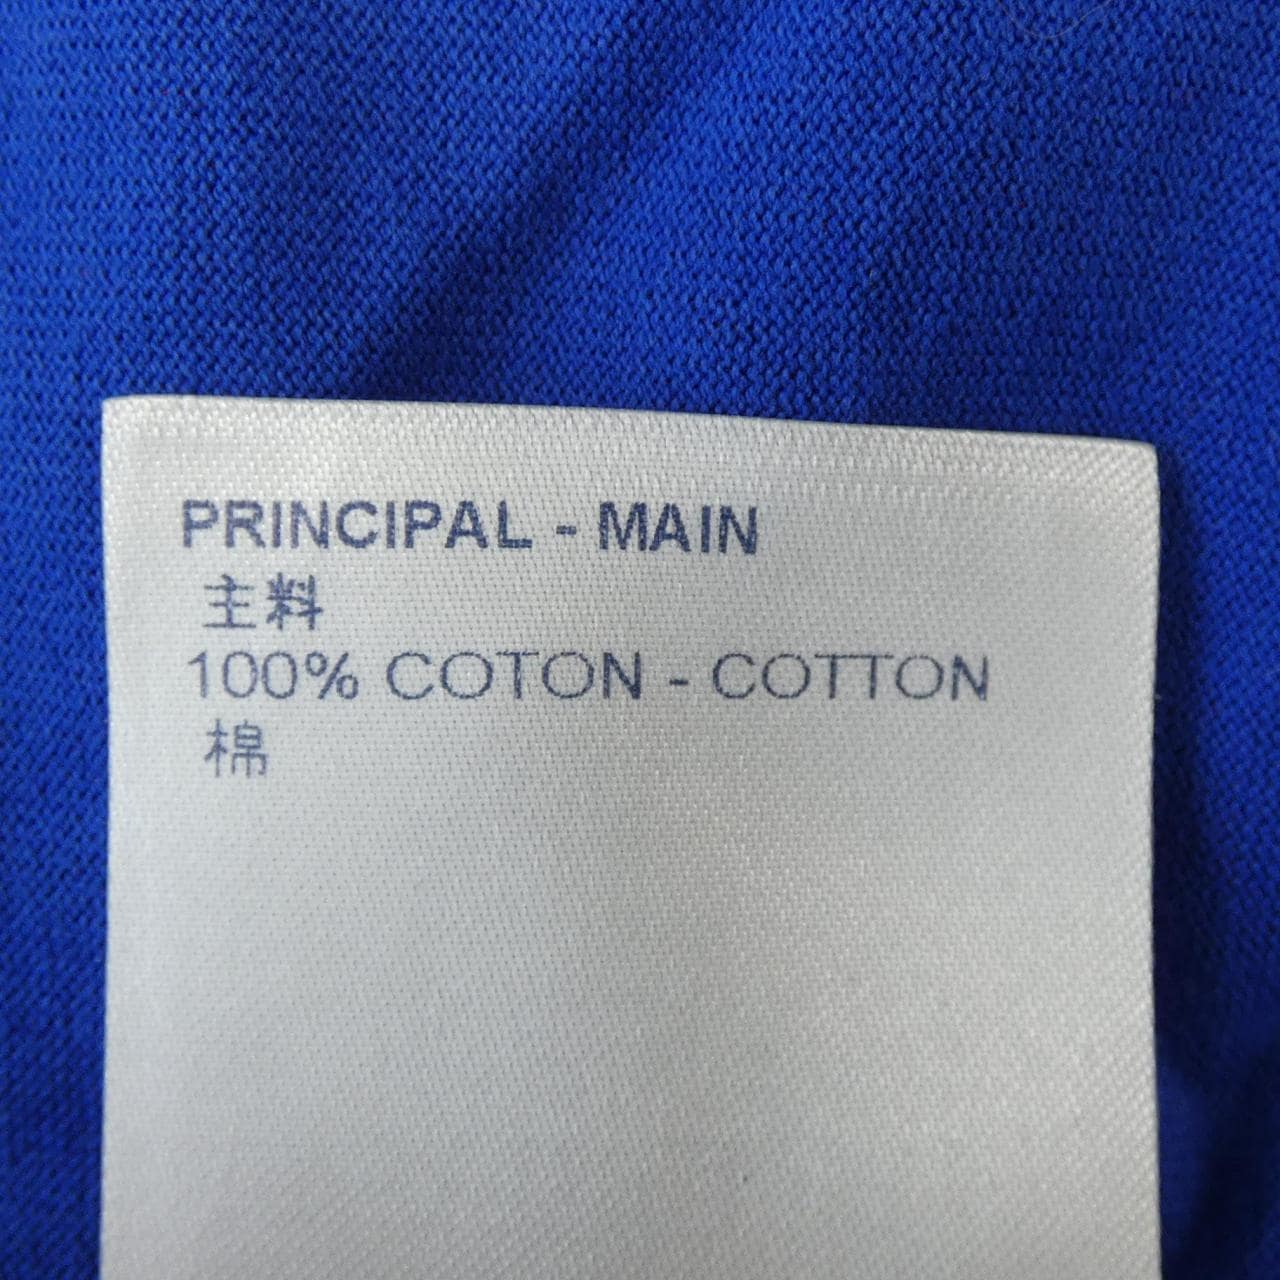 PRINCIPAL - MAIN
主料
100% COTON - COTTON
棉